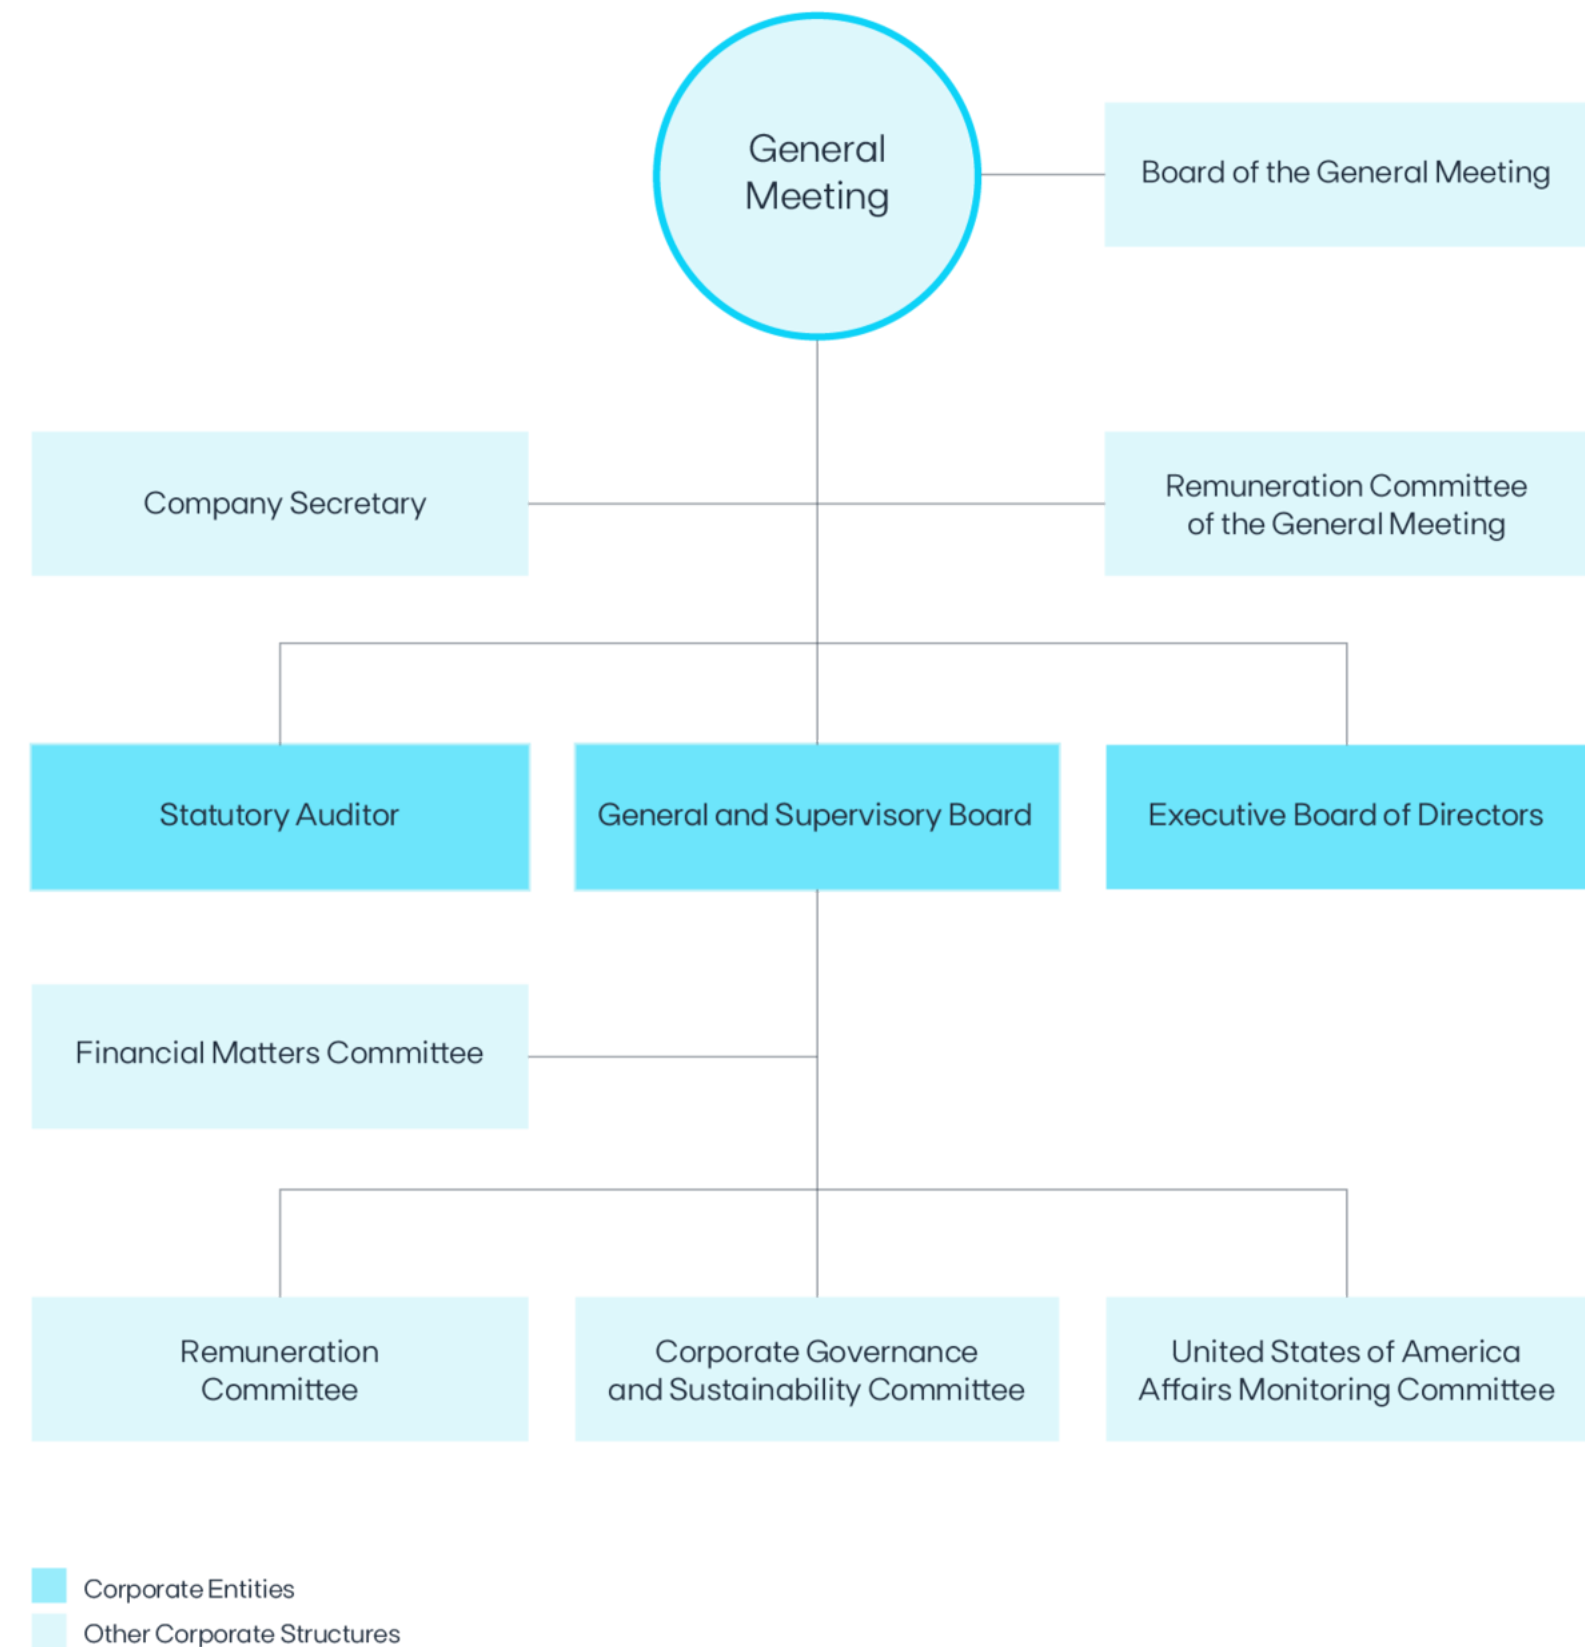 General
Meeting
Board of the General Meeting
Company Secretary
Remuneration Committee
of the General Meeting
Statutory Auditor
General and Supervisory Board
Executive Board of Directors
Financial Matters Committee
Remuneration
Committee
Corporate Governance
and Sustainability Committee
United States of America
Affairs Monitoring Committee
Corporate Entities
Other Corporate Structures